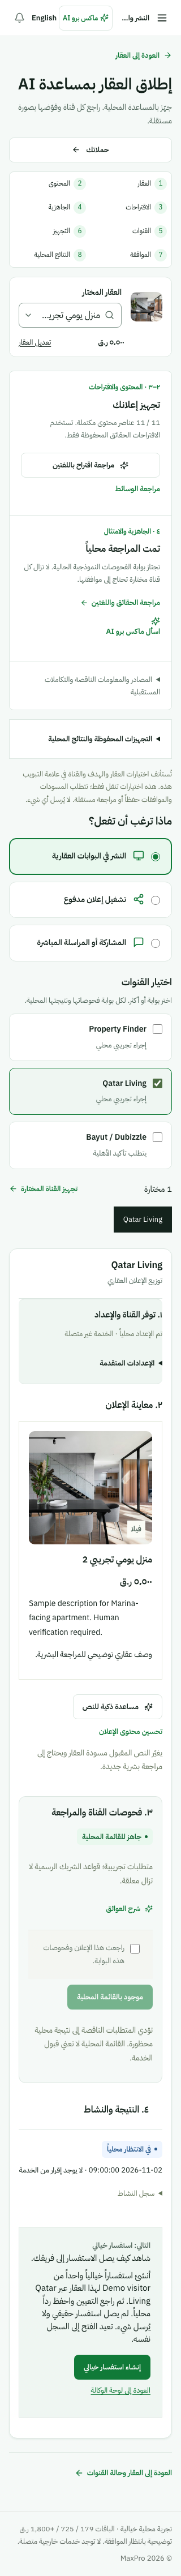 النشر وا...
ماكس برو AI
English
العودة إلى العقار
إطلاق العقار بمساعدة AI
جهّز العقار بالمساعدة المحلية. راجع كل قناة وفوّضها بصورة
مستقلة.
حملاتك
1 العقار
2 المحتوى
3 الاقتراحات
4 الجاهزية
5 القنوات
6 التجهيز
7 الموافقة
8 النتائج المحلية
العقار المختار
منزل يومي تجريـ...
٥٬٥٠٠ ر.ق
تعديل العقار
٢–٣ · المحتوى والاقتراحات
تجهيز إعلانك
11 / 11 عناصر محتوى مكتملة. تستخدم
الاقتراحات الحقائق المحفوظة فقط.
مراجعة اقتراح باللغتين
مراجعة الوسائط
٤ · الجاهزية والامتثال
تمت المراجعة محلياً
تجتاز بوابة الفحوصات النموذجية الحالية. لا تزال كل
قناة مختارة تحتاج إلى موافقتها.
مراجعة الحقائق واللغتين
اسأل ماكس برو AI
المصادر والمعلومات الناقصة والتكاملات
المستقبلية
التجهيزات المحفوظة والنتائج المحلية
تُستأنف اختيارات العقار والهدف والقناة في علامة التبويب
هذه. هذه اختيارات تنقل فقط؛ تتطلب المسودات
والموافقات حفظاً أو مراجعة مستقلة. لا يُرسل أي شيء.
ماذا ترغب أن تفعل؟
النشر في البوابات العقارية
تشغيل إعلان مدفوع
المشاركة أو المراسلة المباشرة
اختيار القنوات
اختر بوابة أو أكثر. لكل بوابة فحوصاتها ونتيجتها المحلية.
Property Finder
إجراء تجريبي محلي
Qatar Living
إجراء تجريبي محلي
Bayut / Dubizzle
يتطلب تأكيد الأهلية
1 مختارة
تجهيز القناة المختارة
Qatar Living
Qatar Living
توزيع الإعلان العقاري
١. توفر القناة والإعداد
تم الإعداد محلياً · الخدمة غير متصلة
الإعدادات المتقدمة
٢. معاينة الإعلان
فيلا
منزل يومي تجريبي 2
٥٬٥٠٠ ر.ق
Sample description for Marina-
facing apartment. Human
verification required.
وصف عقاري توضيحي للمراجعة البشرية.
مساعدة ذكية للنص
تحسين محتوى الإعلان
يغيّر النص المقبول مسودة العقار ويحتاج إلى
مراجعة بشرية جديدة.
٣. فحوصات القناة والمراجعة
جاهز للقائمة المحلية
متطلبات تجريبية؛ قواعد الشريك الرسمية لا
تزال معلقة.
شرح العوائق
راجعت هذا الإعلان وفحوصات
هذه البوابة.
موجود بالقائمة المحلية
تؤدي المتطلبات الناقصة إلى نتيجة محلية
محظورة. القائمة المحلية لا تعني قبول
الخدمة.
٤. النتيجة والنشاط
في الانتظار محلياً
2026-11-02 09:00:00 · لا يوجد إقرار من الخدمة
سجل النشاط
التالي: استفسار خيالي
شاهد كيف يصل الاستفسار إلى فريقك.
أنشئ استفساراً خيالياً واحداً من
Demo visitor لهذا العقار عبر Qatar
Living. تم راجع التعيين واحفظ رداً
محلياً. لم يصل استفسار حقيقي ولا
يُرسل شيء. تعيد الفتح إلى السجل
نفسه.
إنشاء استفسار خيالي
العودة إلى لوحة الوكالة
العودة إلى العقار وحالة القنوات
تجربة محلية خيالية · الباقات 179 / 725 / +1,800 ر.ق
توضيحية بانتظار الموافقة. لا توجد خدمات خارجية متصلة.
© 2026 MaxPro